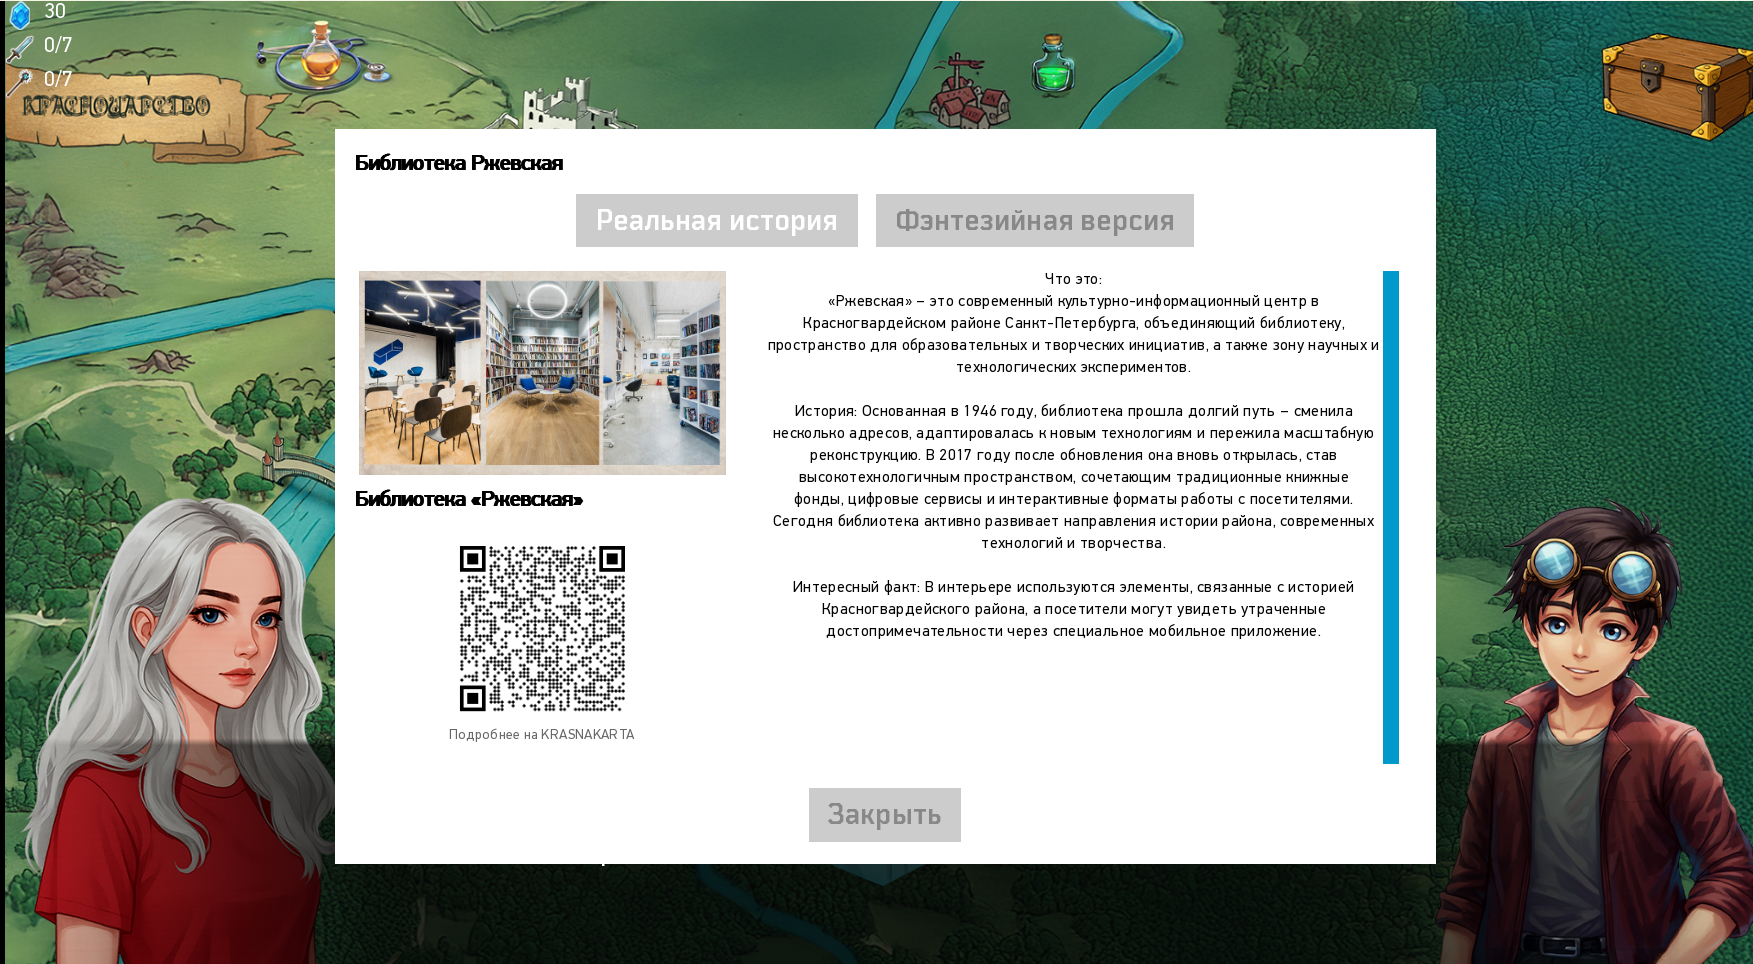 30
0/7
0/7
КРАСНОЦАРСТВО
Библиотека Ржевская
Реальная история
Фэнтезийная версия
Что это:
«Ржевская» – это современный культурно-информационный центр в
Красногвардейском районе Санкт-Петербурга, объединяющий библиотеку,
пространство для образовательных и творческих инициатив, а также зону научных и
технологических экспериментов.
История: Основанная в 1946 году, библиотека прошла долгий путь – сменила
несколько адресов, адаптировалась к новым технологиям и пережила масштабную
реконструкцию. В 2017 году после обновления она вновь открылась, став
высокотехнологичным пространством, сочетающим традиционные книжные
фонды, цифровые сервисы и интерактивные форматы работы с посетителями.
Сегодня библиотека активно развивает направления истории района, современных
технологий и творчества.
Интересный факт: В интерьере используются элементы, связанные с историей
Красногвардейского района, а посетители могут увидеть утраченные
достопримечательности через специальное мобильное приложение.
Библиотека «Ржевская»
Подробнее на KRASNAKARTA
Закрыть